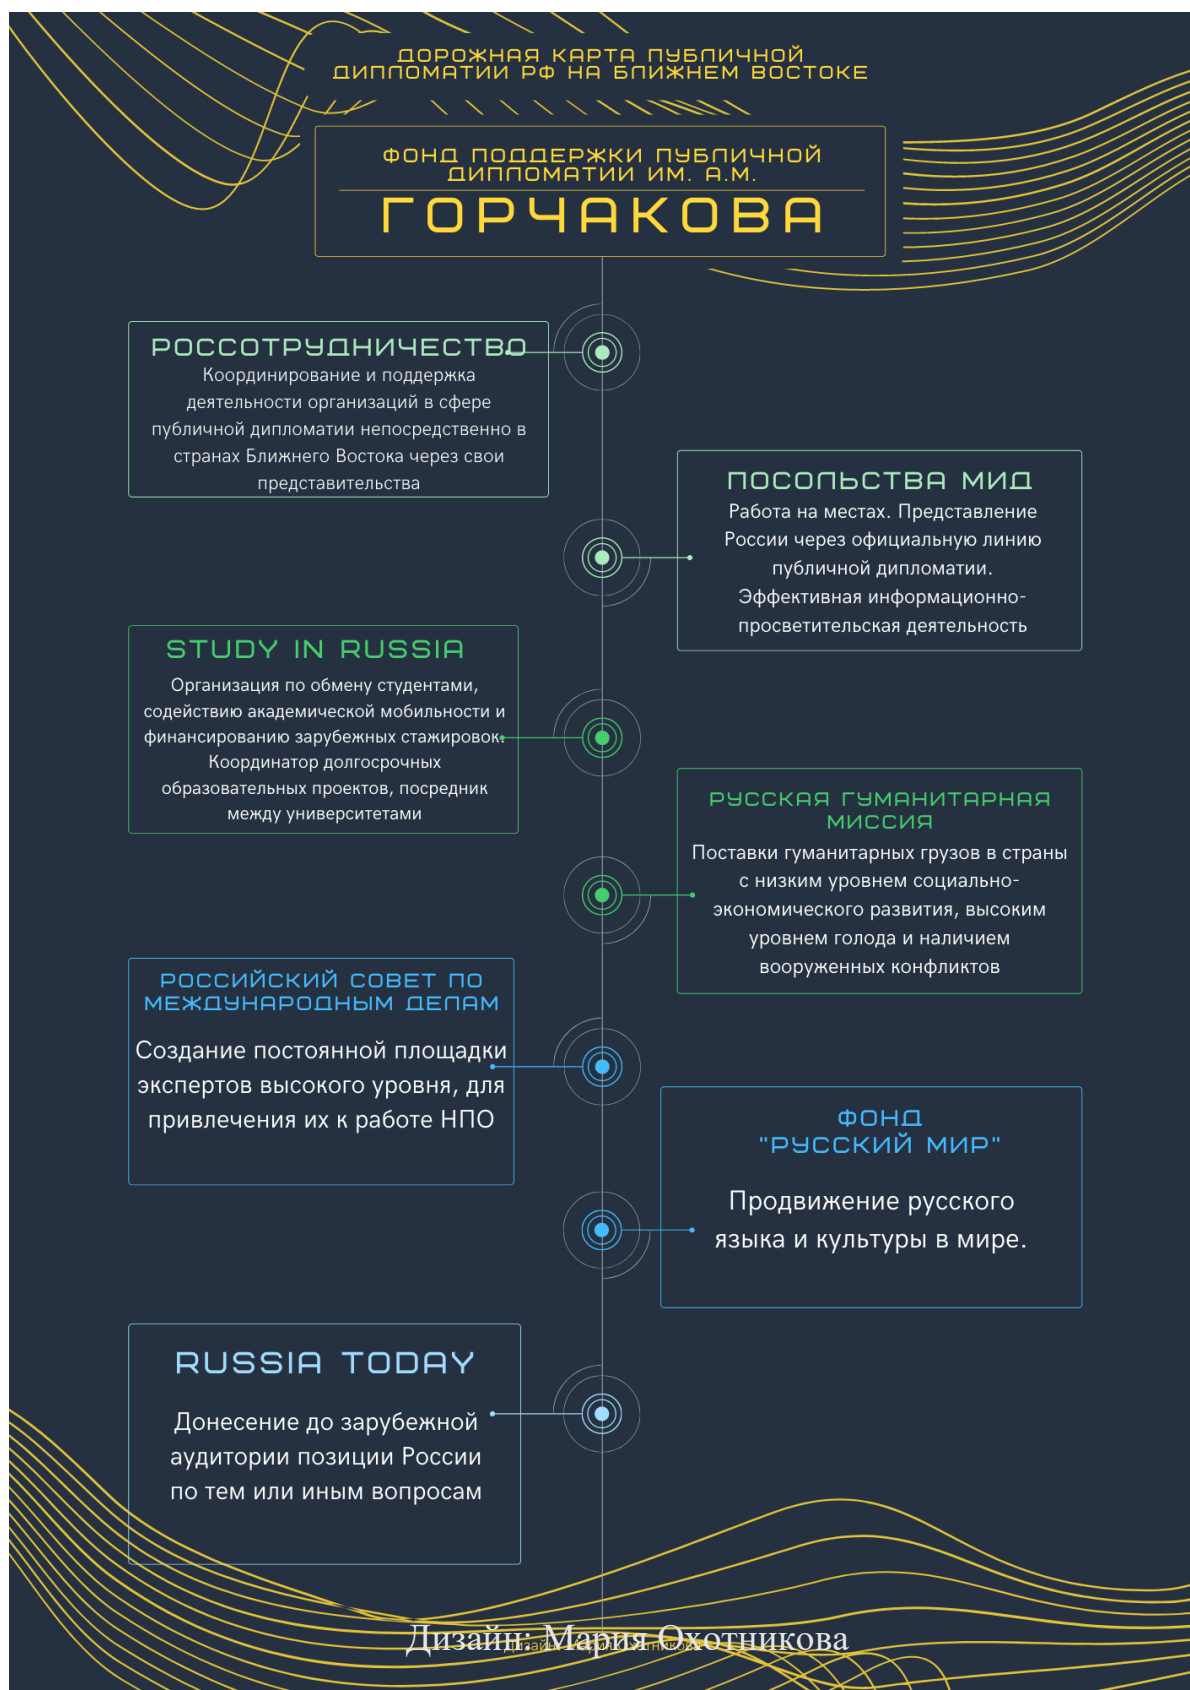 ДОРОЖНАЯ КАРТА ПУБЛИЧНОЙ
ДИПЛОМАТИИ РФ НА БЛИЖНЕМ ВОСТОКЕ
ФОНД ПОДДЕРЖКИ ПУБЛИЧНОЙ
ДИПЛОМАТИИ ИМ. А.М.
ГОРЧАКОВА
РОССОТРУДНИЧЕСТВО
Координирование и поддержка
деятельности организаций в сфере
публичной дипломатии непосредственно в
странах Ближнего Востока через свои
представительства
ПОСОЛЬСТВА МИД
Работа на местах. Представление
России через официальную линию
публичной дипломатии.
Эффективная информационно-
просветительская деятельность
STUDY IN RUSSIA
Организация по обмену студентами,
содействию академической мобильности и
финансированию зарубежных стажировок.
Координатор долгосрочных
образовательных проектов, посредник
между университетами
РУССКАЯ ГУМАНИТАРНАЯ
МИССИЯ
Поставки гуманитарных грузов в страны
с низким уровнем социально-
экономического развития, высоким
уровнем голода и наличием
вооруженных конфликтов
РОССИЙСКИЙ СОВЕТ ПО
МЕЖДУНАРОДНЫМ ДЕЛАМ
Создание постоянной площадки
экспертов высокого уровня, для
привлечения их к работе НПО
ФОНД
"РУССКИЙ МИР"
Продвижение русского
языка и культуры в мире.
RUSSIA TODAY
Донесение до зарубежной
аудитории позиции России
по тем или иным вопросам
Дизайн: Мария Охотникова